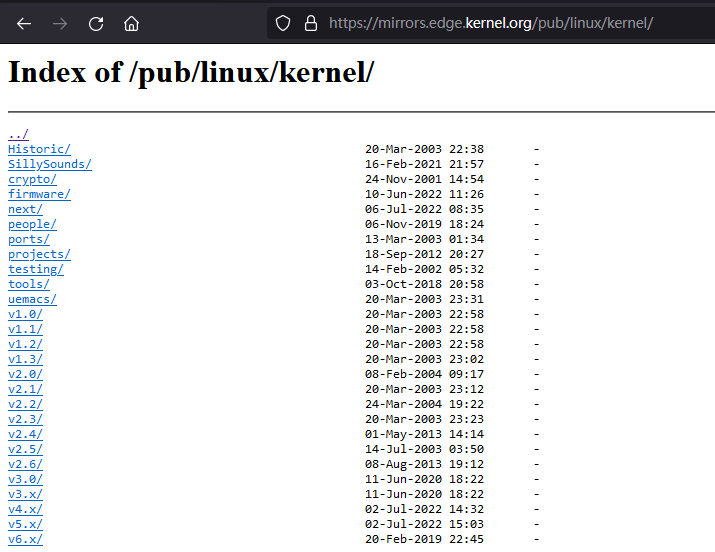 https://mirrors.edge.kernel.org/pub/linux/kernel/
Index of /pub/linux/kernel/
../
Historic/ 20-Mar-2003 22:38 -
SillySounds/ 16-Feb-2021 21:57 -
crypto/ 24-Nov-2001 14:54 -
firmware/ 10-Jun-2022 11:26 -
next/ 06-Jul-2022 08:35 -
people/ 06-Nov-2019 18:24 -
ports/ 13-Mar-2003 01:34 -
projects/ 18-Sep-2012 20:27 -
testing/ 14-Feb-2002 05:32 -
tools/ 03-Oct-2018 20:58 -
uemacs/ 20-Mar-2003 23:31 -
v1.0/ 20-Mar-2003 22:58 -
v1.1/ 20-Mar-2003 22:58 -
v1.2/ 20-Mar-2003 22:58 -
v1.3/ 20-Mar-2003 23:02 -
v2.0/ 08-Feb-2004 09:17 -
v2.1/ 20-Mar-2003 23:12 -
v2.2/ 24-Mar-2004 19:22 -
v2.3/ 20-Mar-2003 23:23 -
v2.4/ 01-May-2013 14:14 -
v2.5/ 14-Jul-2003 03:50 -
v2.6/ 08-Aug-2013 19:12 -
v3.0/ 11-Jun-2020 18:22 -
v3.x/ 11-Jun-2020 18:22 -
v4.x/ 02-Jul-2022 14:32 -
v5.x/ 02-Jul-2022 15:03 -
v6.x/ 20-Feb-2019 22:45 -